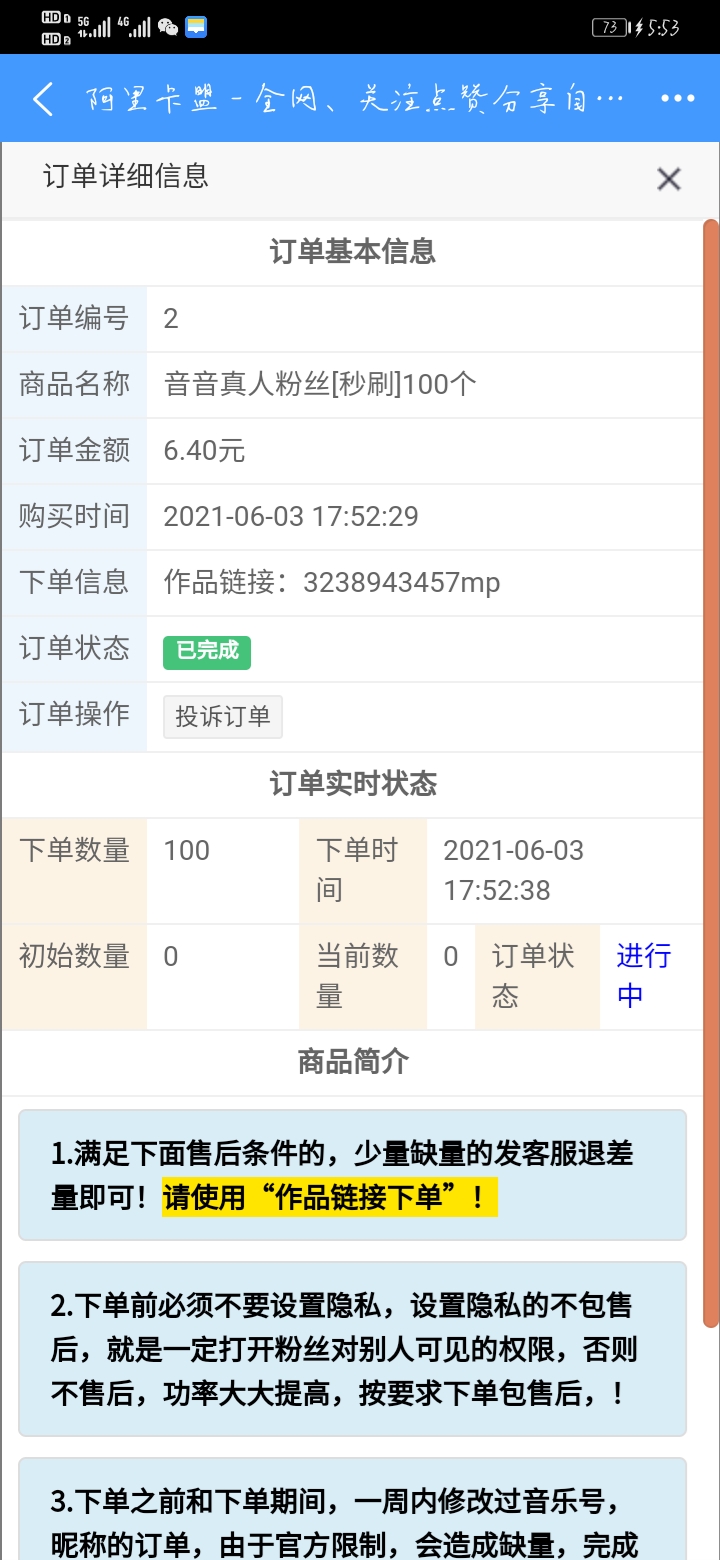 HD 1 5G 4G 73 5:53
HD 2
阿里卡盟-全网、关注点赞分享自…
订单详细信息
订单基本信息
订单编号 2
商品名称 音音真人粉丝[秒刷]100个
订单金额 6.40元
购买时间 2021-06-03 17:52:29
下单信息 作品链接：3238943457mp
订单状态 已完成
订单操作 投诉订单
订单实时状态
下单数量 100 下单时 2021-06-03
间 17:52:38
初始数量 0 当前数 0 订单状 进行
量 态 中
商品简介
1.满足下面售后条件的，少量缺量的发客服退差
量即可！请使用“作品链接下单”！
2.下单前必须不要设置隐私，设置隐私的不包售
后，就是一定打开粉丝对别人可见的权限，否则
不售后，功率大大提高，按要求下单包售后，！
3.下单之前和下单期间，一周内修改过音乐号，
昵称的订单，由于官方限制，会造成缺量，完成